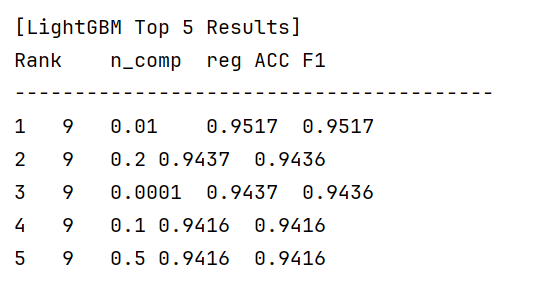 [LightGBM Top 5 Results]
Rank    n_comp  reg ACC F1
----------------------------------------
1   9   0.01    0.9517  0.9517
2   9   0.2 0.9437  0.9436
3   9   0.0001  0.9437  0.9436
4   9   0.1 0.9416  0.9416
5   9   0.5 0.9416  0.9416